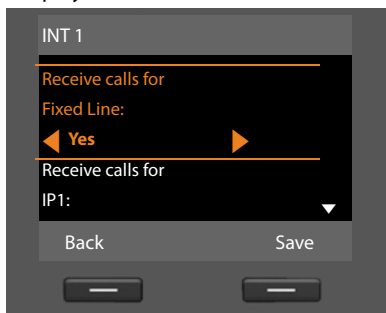 INT 1
Receive calls for
Fixed Line:
Yes
Receive calls for
IP1:
Back Save